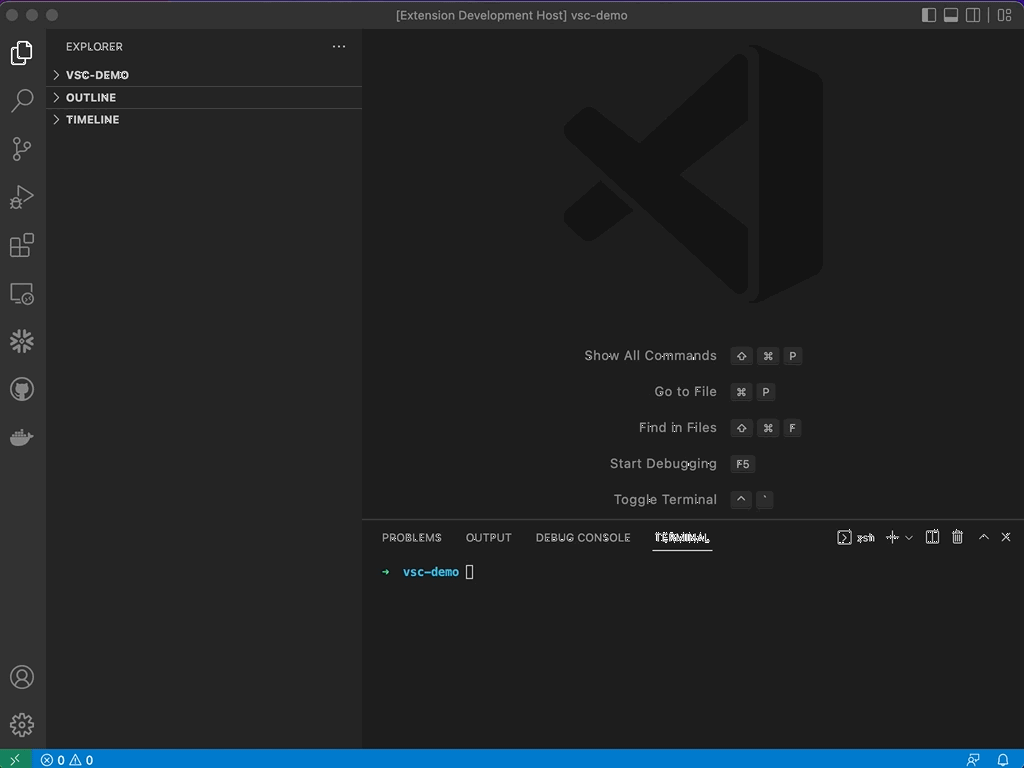 [Extension Development Host] vsc-demo
EXPLORER
VSC-DEMO
OUTLINE
TIMELINE
Show All Commands ⇧ ⌘ P
Go to File ⌘ P
Find in Files ⇧ ⌘ F
Start Debugging F5
Toggle Terminal ^ `
PROBLEMS OUTPUT DEBUG CONSOLE TERMINAL zsh
➜ vsc-demo
0 0